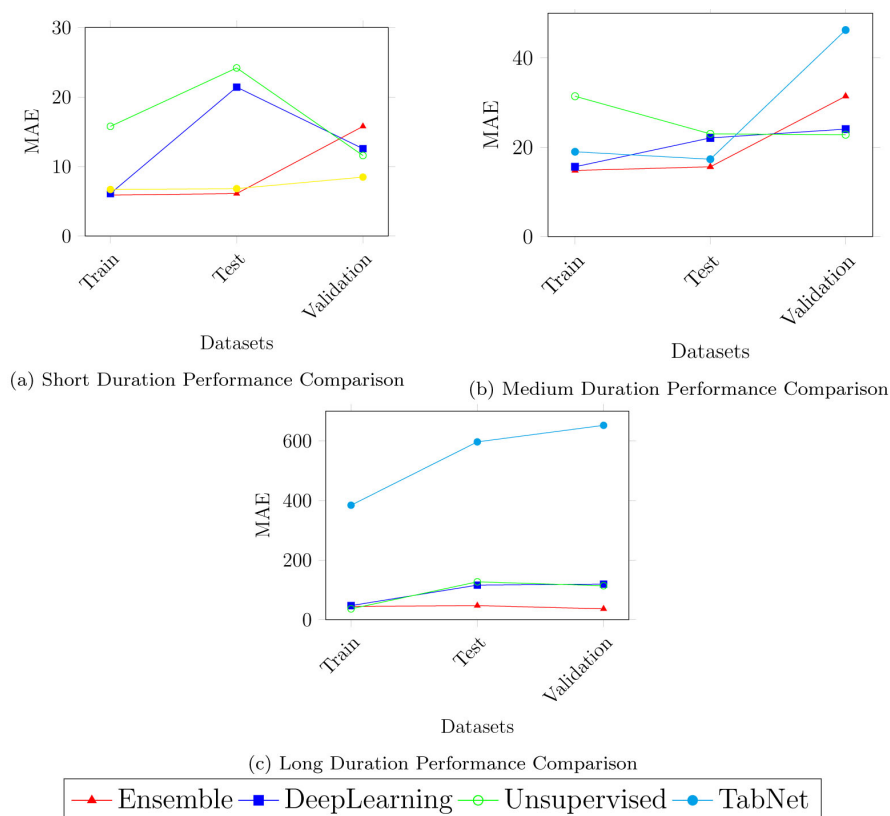 30
20
10
0
MAE
Train
Test
Validation
Datasets
(a) Short Duration Performance Comparison
40
20
0
MAE
Train
Test
Validation
Datasets
(b) Medium Duration Performance Comparison
600
400
200
0
MAE
Train
Test
Validation
Datasets
(c) Long Duration Performance Comparison
Ensemble DeepLearning Unsupervised TabNet